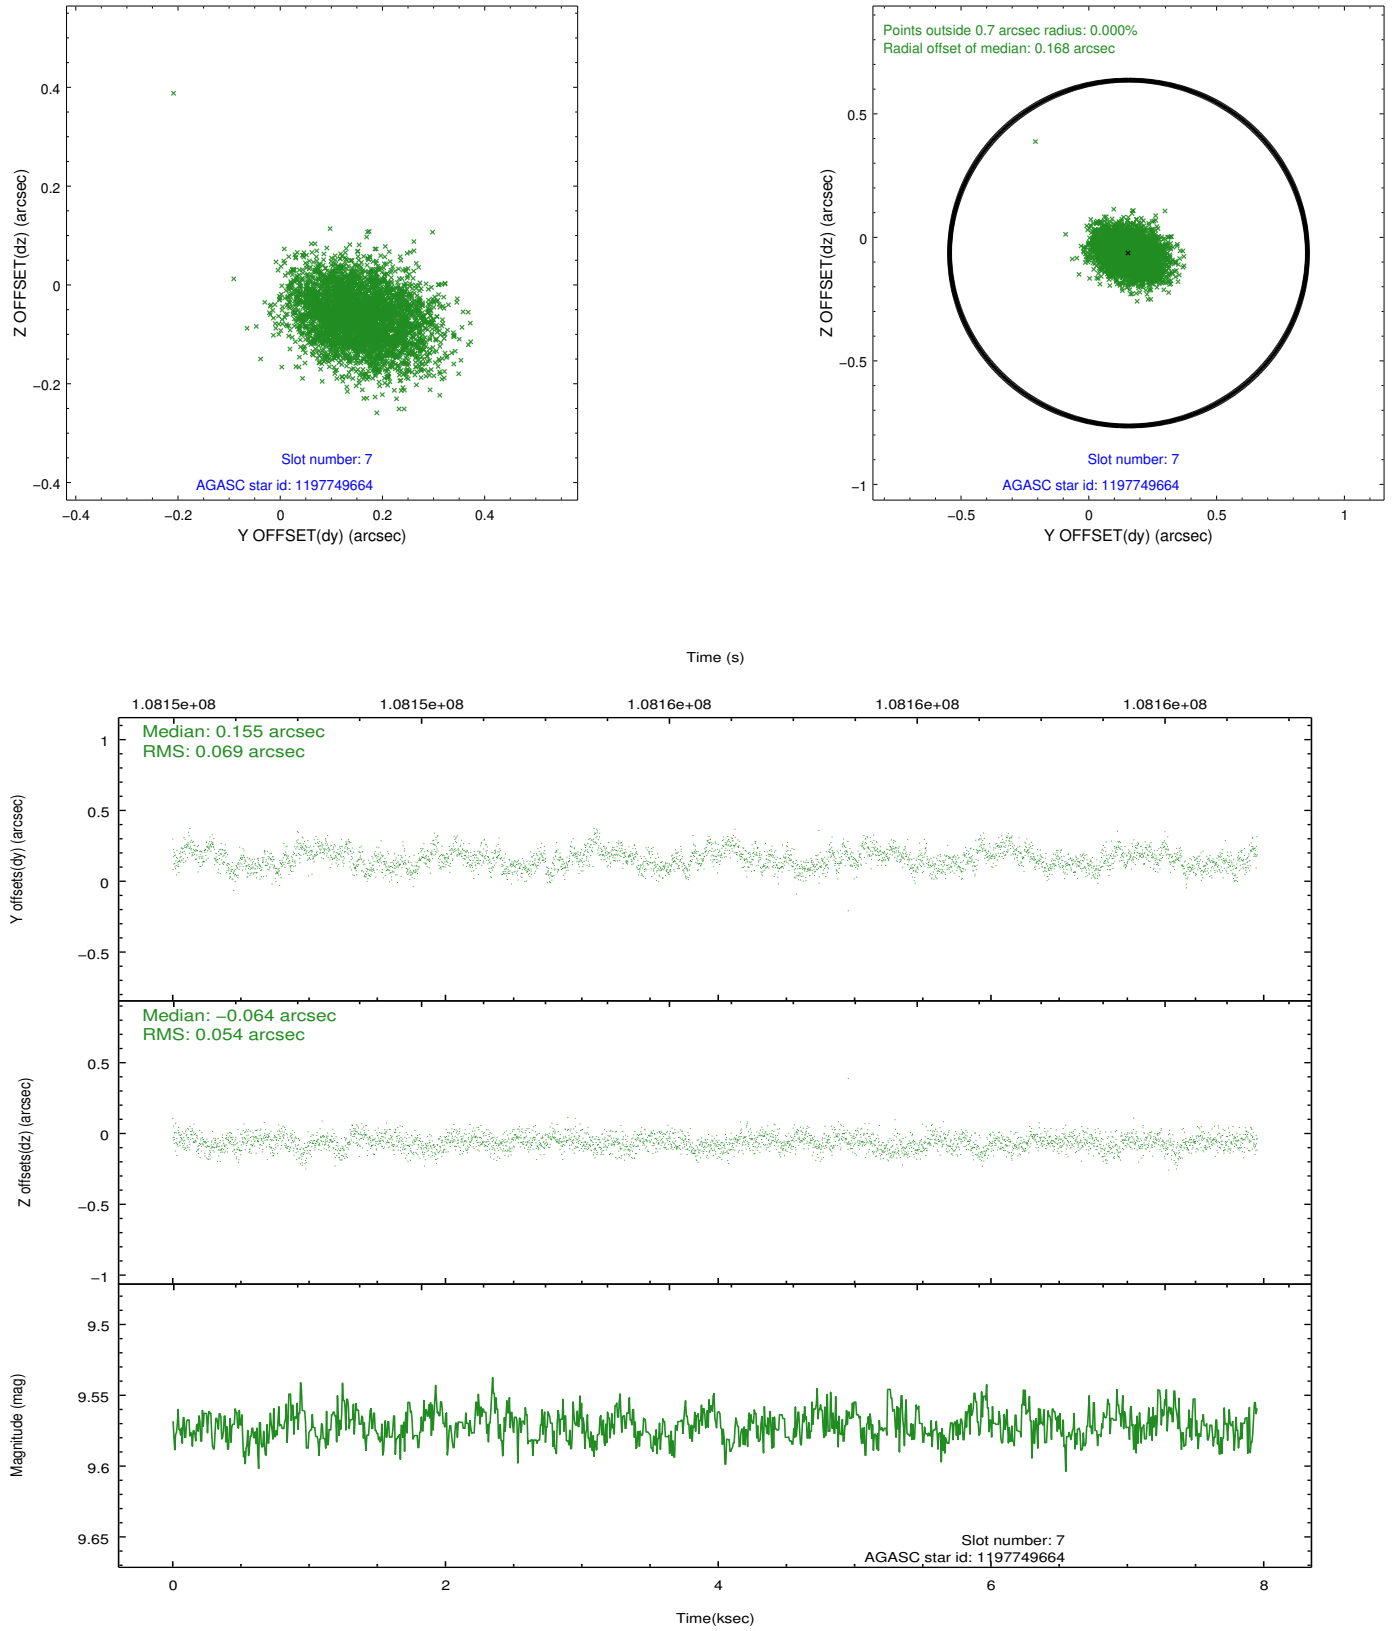 0.4
0.2
0
−0.2
−0.4
Z OFFSET(dz) (arcsec)
Slot number: 7
AGASC star id: 1197749664
−0.4
−0.2
0
0.2
0.4
Y OFFSET(dy) (arcsec)
Points outside 0.7 arcsec radius: 0.000%
Radial offset of median: 0.168 arcsec
0.5
0
−0.5
−1
Z OFFSET(dz) (arcsec)
Slot number: 7
AGASC star id: 1197749664
−0.5
0
0.5
1
Y OFFSET(dy) (arcsec)
Time (s)
1.0815e+08
1.0815e+08
1.0816e+08
1.0816e+08
1.0816e+08
Median: 0.155 arcsec
RMS: 0.069 arcsec
1
0.5
0
−0.5
Y offsets(dy) (arcsec)
Median: −0.064 arcsec
RMS: 0.054 arcsec
0.5
0
−0.5
−1
Z offsets(dz) (arcsec)
9.5
9.55
9.6
9.65
Magnitude (mag)
Slot number: 7
AGASC star id: 1197749664
0
2
4
6
8
Time(ksec)